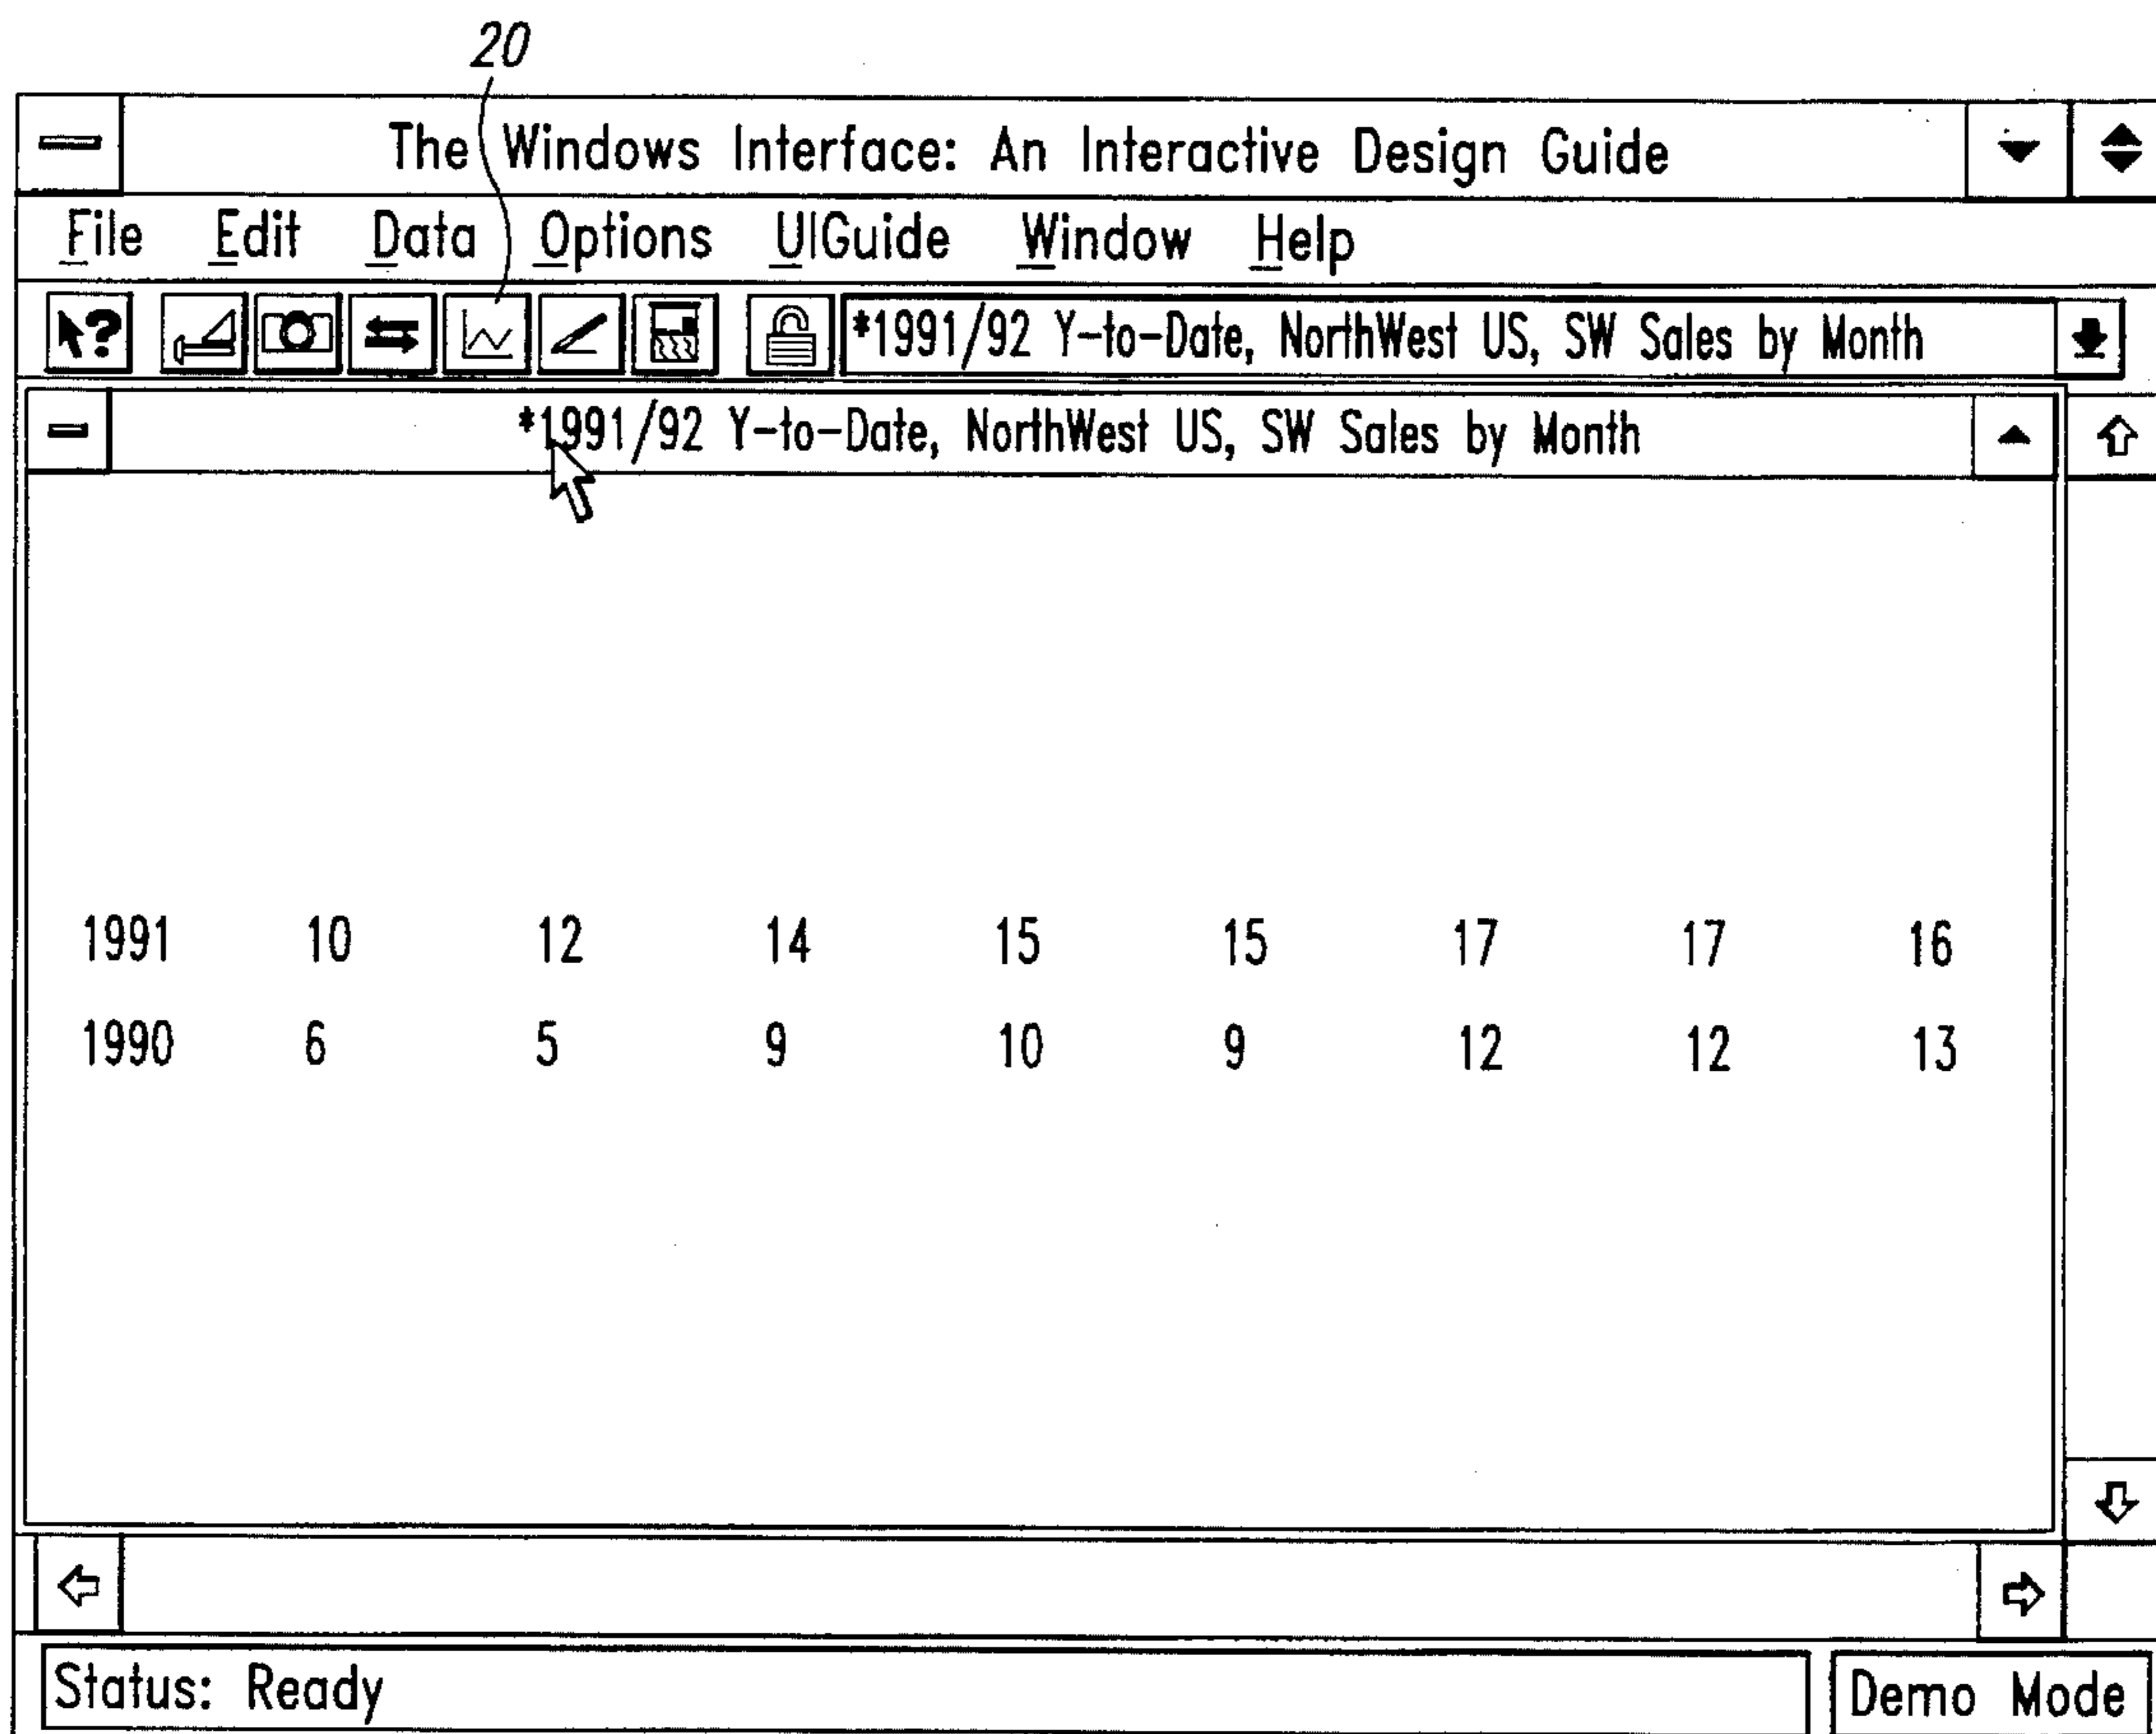 20
The Windows Interface: An Interactive Design Guide
File Edit Data Options UIGuide Window Help
? *1991/92 Y-to-Date, NorthWest US, SW Sales by Month
*1991/92 Y-to-Date, NorthWest US, SW Sales by Month
1991 10 12 14 15 15 17 17 16
1990 6 5 9 10 9 12 12 13
Status: Ready Demo Mode